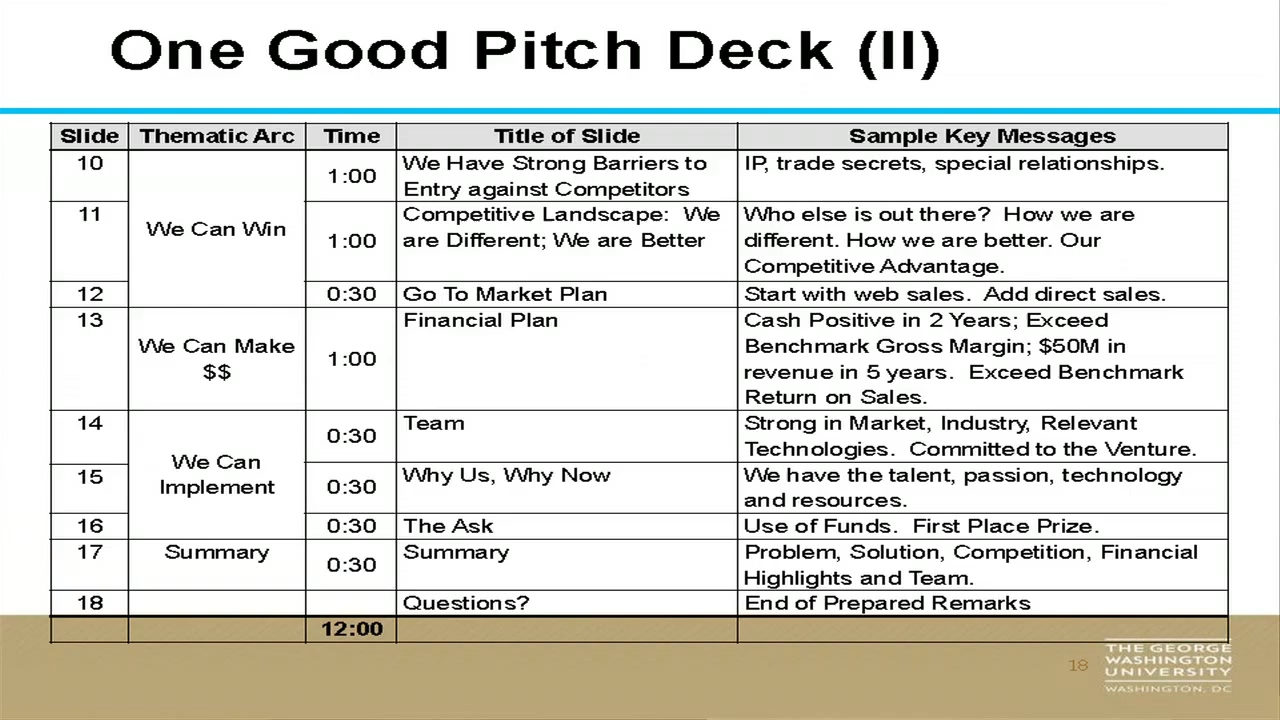 One Good Pitch Deck (II)
Slide Thematic Arc Time Title of Slide Sample Key Messages
10 We Can Win 1:00 We Have Strong Barriers to
Entry against Competitors IP, trade secrets, special relationships.
11 1:00 Competitive Landscape: We
are Different; We are Better Who else is out there? How we are
different. How we are better. Our
Competitive Advantage.
12 0:30 Go To Market Plan Start with web sales. Add direct sales.
13 We Can Make
$$ 1:00 Financial Plan Cash Positive in 2 Years; Exceed
Benchmark Gross Margin; $50M in
revenue in 5 years. Exceed Benchmark
Return on Sales.
14 We Can
Implement 0:30 Team Strong in Market, Industry, Relevant
Technologies. Committed to the Venture.
15 0:30 Why Us, Why Now We have the talent, passion, technology
and resources.
16 0:30 The Ask Use of Funds. First Place Prize.
17 Summary 0:30 Summary Problem, Solution, Competition, Financial
Highlights and Team.
18 Questions? End of Prepared Remarks
12:00
18
THE GEORGE
WASHINGTON
UNIVERSITY
WASHINGTON, DC